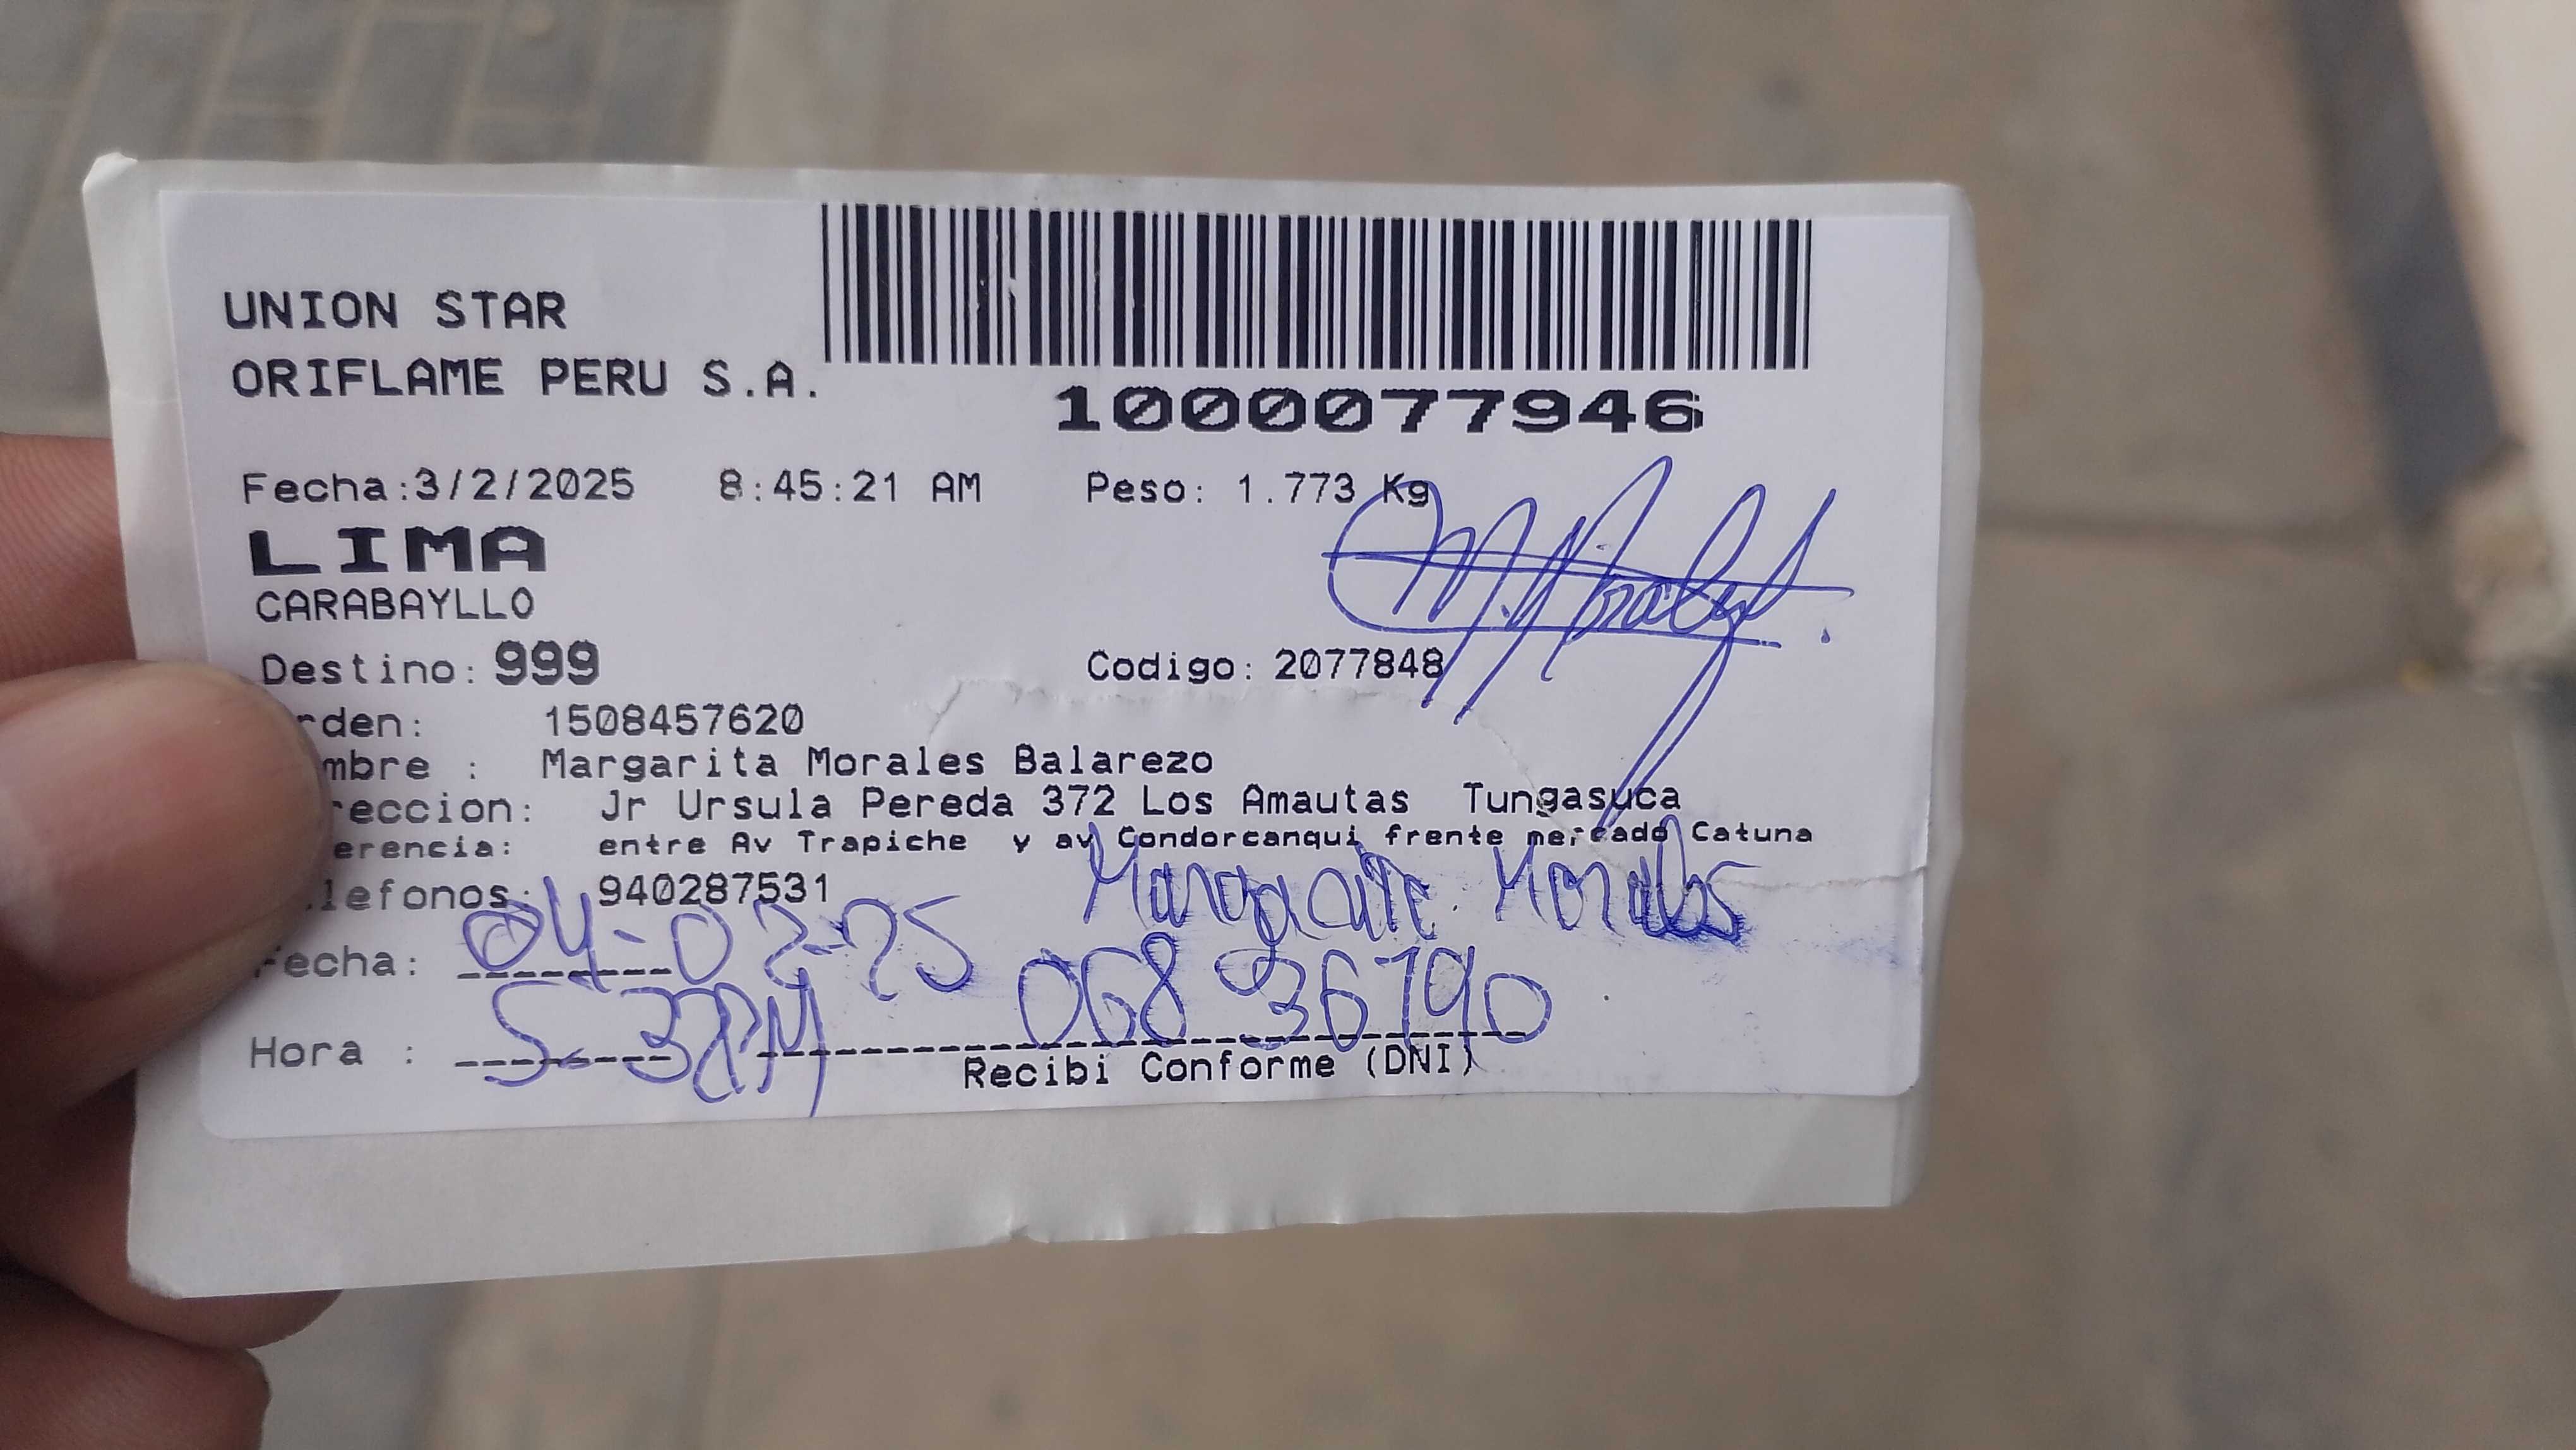 UNION STAR
ORIFLAME PERU S.A.
1000077946
Fecha:3/2/2025 8:45:21 AM Peso: 1.773 Kg
LIMA
CARABAYLLO
Destino: 999 Codigo: 2077848
rden: 1508457620
mbre : Margarita Morales Balarezo
reccion: Jr Ursula Pereda 372 Los Amautas Tungasuca
erencia: entre Av Trapiche y av Condorcanqui frente mercado Catuna
lefonos: 940287531
Margarita Morales
Fecha: 04-02-25
068 36190
Hora : 5-32PM
Recibi Conforme (DNI)